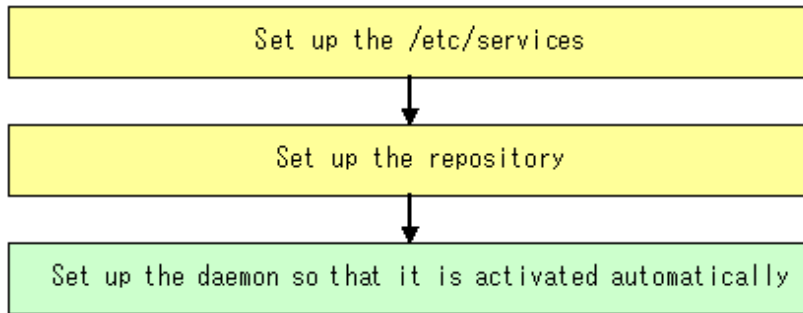 Set up the /etc/services
Set up the repository
Set up the daemon so that it is activated automatically